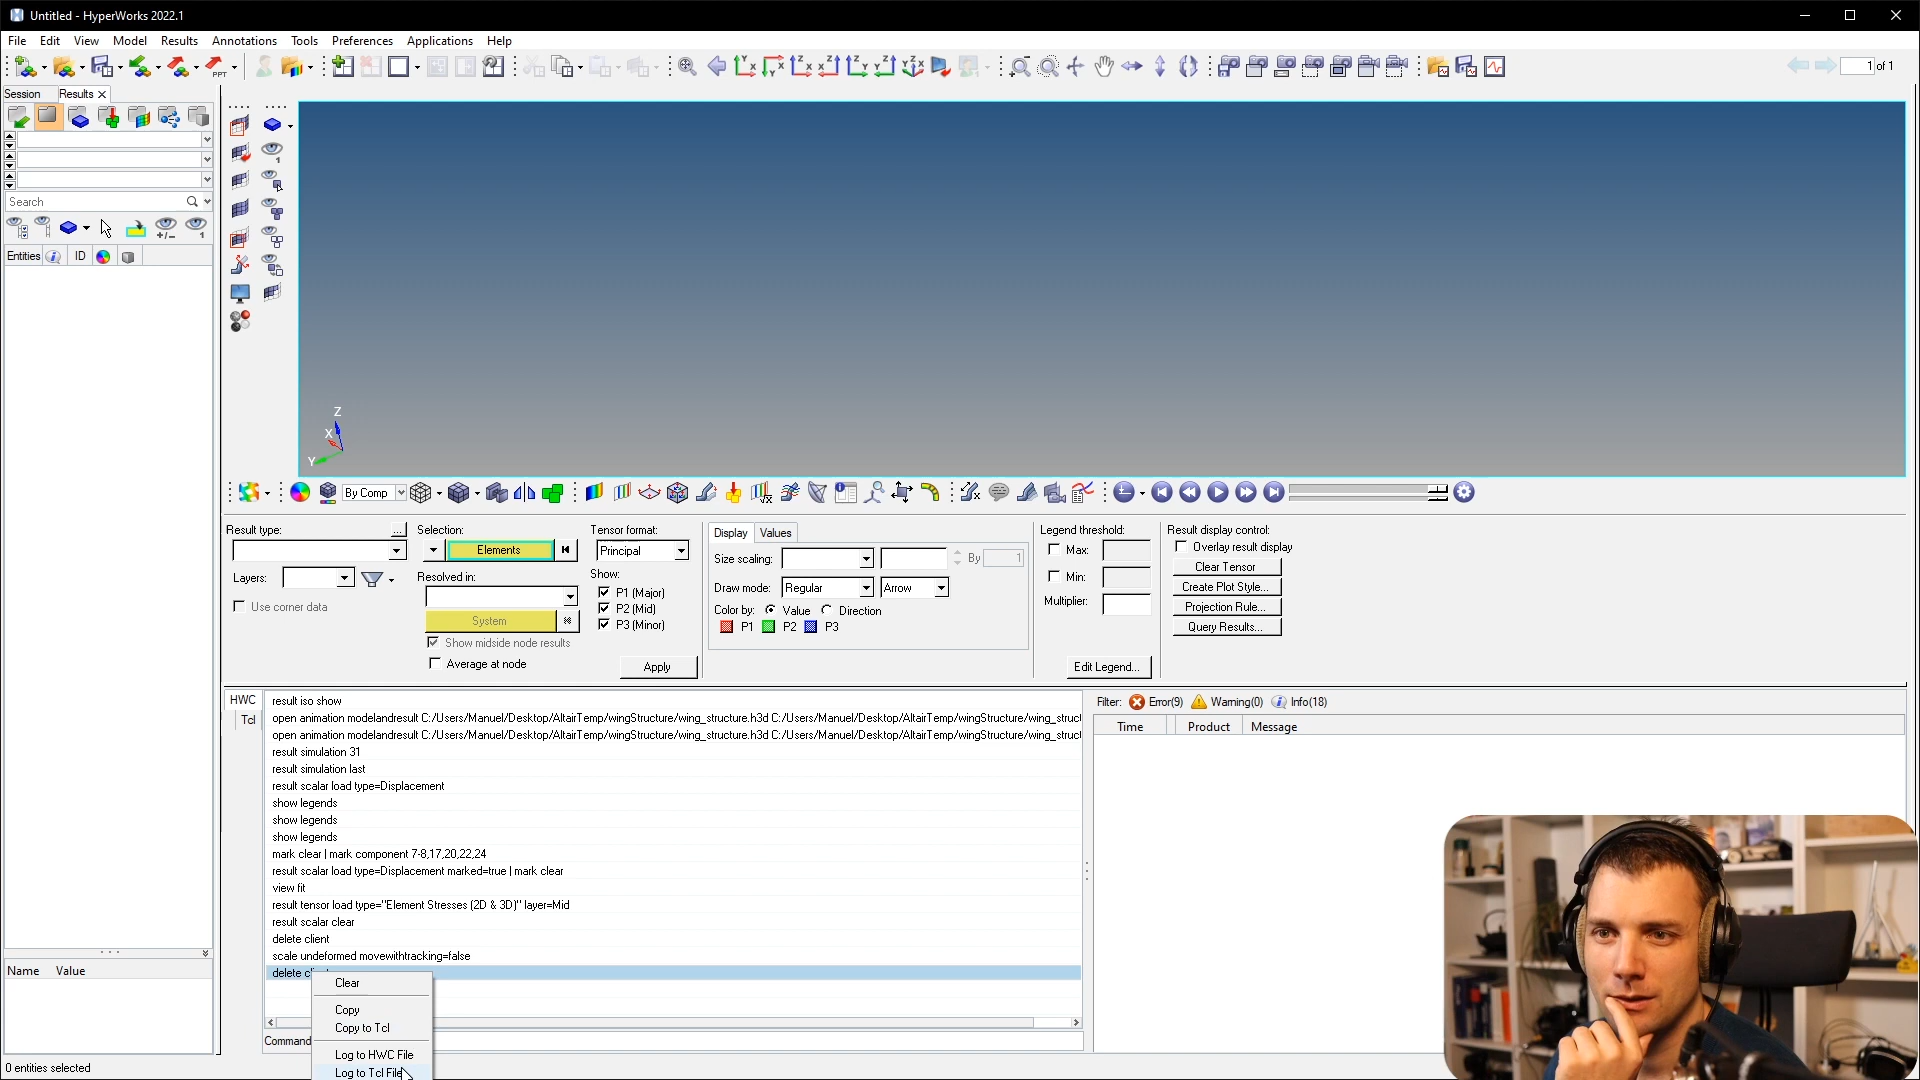 Untitled - HyperWorks 2022.1
File Edit View Model Results Annotations Tools Preferences Applications Help
1 of 1
Session Results
Search
Entities ID
Name Value
0 entities selected
Z
X
Y
By Comp
Result type: ...
Layers:
Use corner data
Selection:
Elements
Resolved in:
System
Show midside node results
Average at node
Tensor format:
Principal
Show:
P1 (Major)
P2 (Mid)
P3 (Minor)
Apply
Display Values
Size scaling: By 1
Draw mode: Regular Arrow
Color by: Value Direction
P1 P2 P3
Legend threshold:
Max:
Min:
Multiplier:
Edit Legend...
Result display control:
Overlay result display
Clear Tensor
Create Plot Style...
Projection Rule...
Query Results...
HWC
Tcl
result iso show
open animation modelandresult C:/Users/Manuel/Desktop/AltairTemp/wingStructure/wing_structure.h3d C:/Users/Manuel/Desktop/AltairTemp/wingStructure/wing_struct
open animation modelandresult C:/Users/Manuel/Desktop/AltairTemp/wingStructure/wing_structure.h3d C:/Users/Manuel/Desktop/AltairTemp/wingStructure/wing_struct
result simulation 31
result simulation last
result scalar load type=Displacement
show legends
show legends
show legends
mark clear | mark component 7-8,17,20,22,24
result scalar load type=Displacement marked=true | mark clear
view fit
result tensor load type="Element Stresses (2D & 3D)" layer=Mid
result scalar clear
delete client
scale undeformed movewithtracking=false
delete cl
Clear
Copy
Copy to Tcl
Log to HWC File
Log to Tcl File
Command
Filter: Error(9) Warning(0) Info(18)
Time Product Message